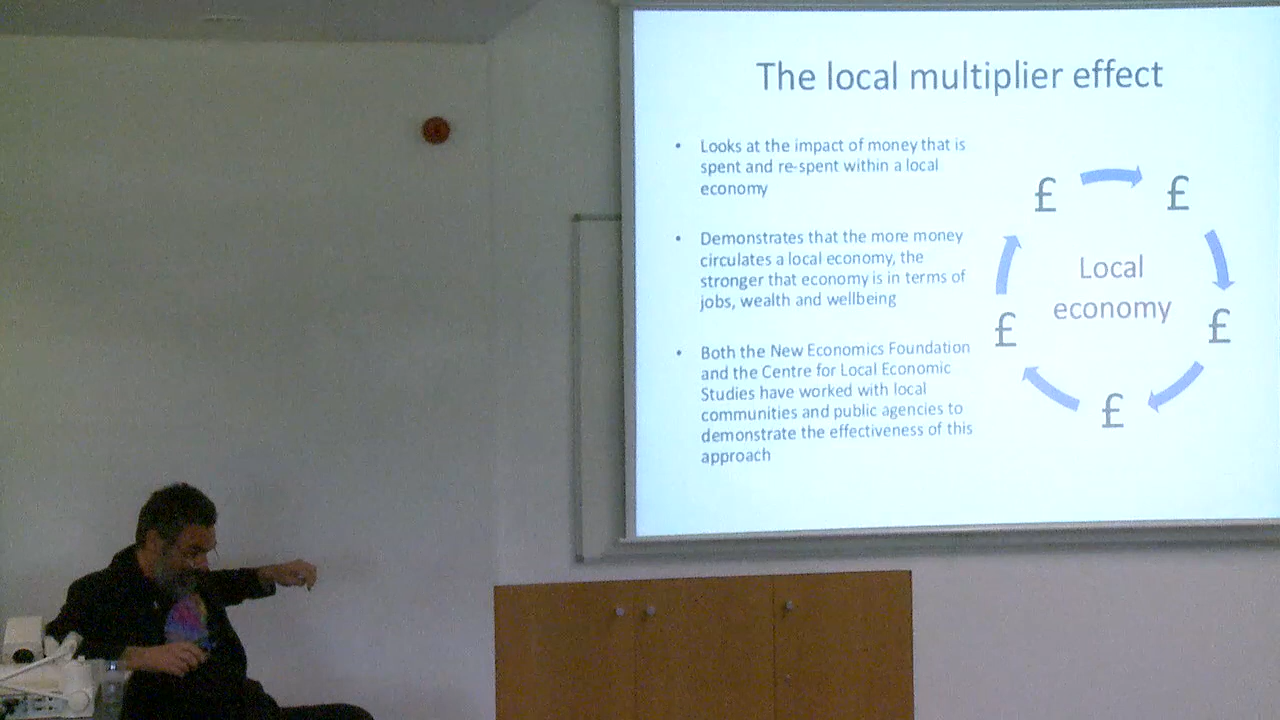 The local multiplier effect
• Looks at the impact of money that is
spent and re-spent within a local
economy
• Demonstrates that the more money
circulates a local economy, the
stronger that economy is in terms of
jobs, wealth and wellbeing
• Both the New Economics Foundation
and the Centre for Local Economic
Studies have worked with local
communities and public agencies to
demonstrate the effectiveness of this
approach
£ £
Local
economy
£ £
£